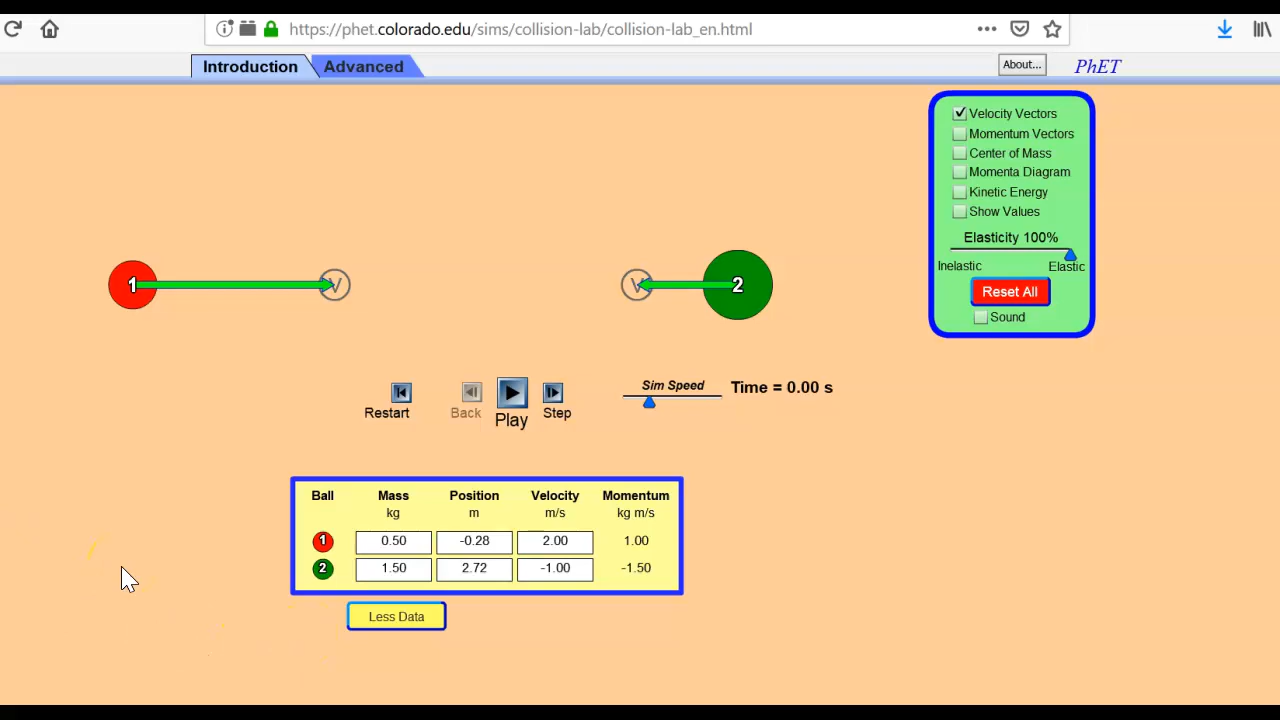 https://phet.colorado.edu/sims/collision-lab/collision-lab_en.html
Introduction Advanced About... PhET
Velocity Vectors
Momentum Vectors
Center of Mass
Momenta Diagram
Kinetic Energy
Show Values
Elasticity 100%
Inelastic Elastic
Reset All
Sound
1 V V 2
Restart Back Play Step
Sim Speed Time = 0.00 s
Ball Mass Position Velocity Momentum
kg m m/s kg m/s
1 0.50 -0.28 2.00 1.00
2 1.50 2.72 -1.00 -1.50
Less Data